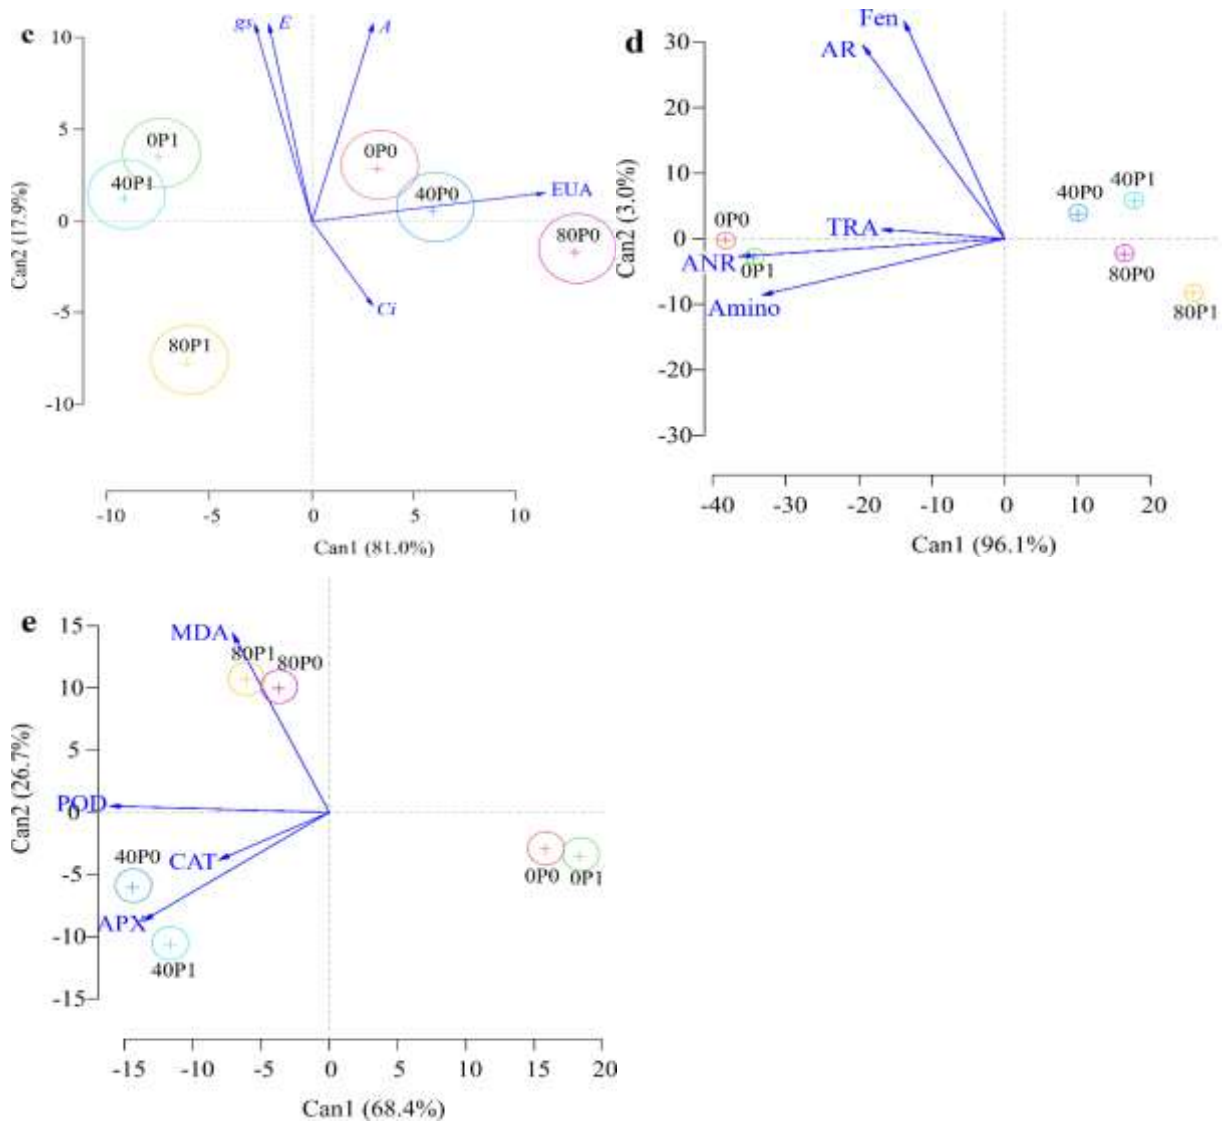 c
gs E A
10
5
0
-5
-10
Can2 (17.9%)
0P1
40P1
0P0
40P0
EUA
80P0
Ci
80P1
-10 -5 0 5 10
Can1 (81.0%)
d
Fen
AR
30
20
10
0
-10
-20
-30
Can2 (3.0%)
40P0 40P1
0P0
TRA
ANR 0P1
80P0
Amino
80P1
-40 -30 -20 -10 0 10 20
Can1 (96.1%)
e
MDA
15
10
5
0
-5
-10
-15
Can2 (26.7%)
80P1 80P0
POD
40P0 CAT
0P0 0P1
APX
40P1
-15 -10 -5 0 5 10 15 20
Can1 (68.4%)